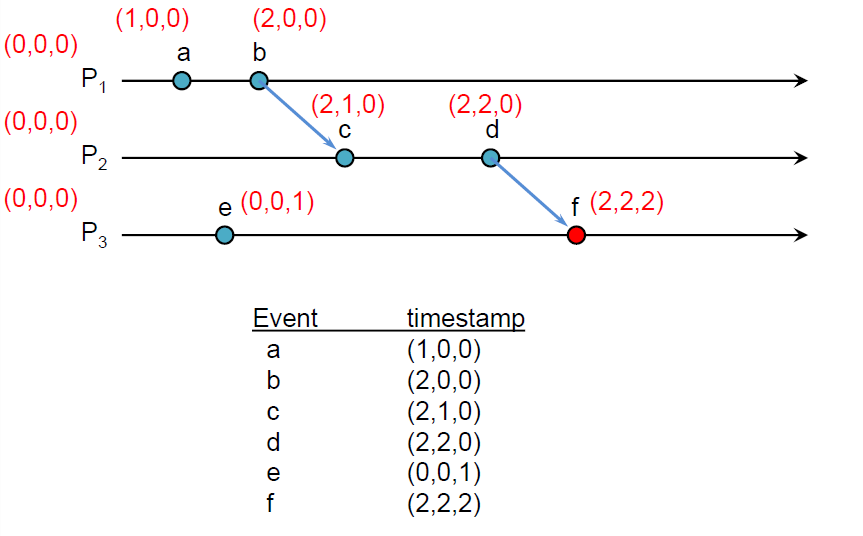 (1,0,0) (2,0,0)
(0,0,0) a b
P1
(2,1,0) (2,2,0)
(0,0,0) c d
P2
(0,0,0) e (0,0,1) f (2,2,2)
P3
Event timestamp
a (1,0,0)
b (2,0,0)
c (2,1,0)
d (2,2,0)
e (0,0,1)
f (2,2,2)